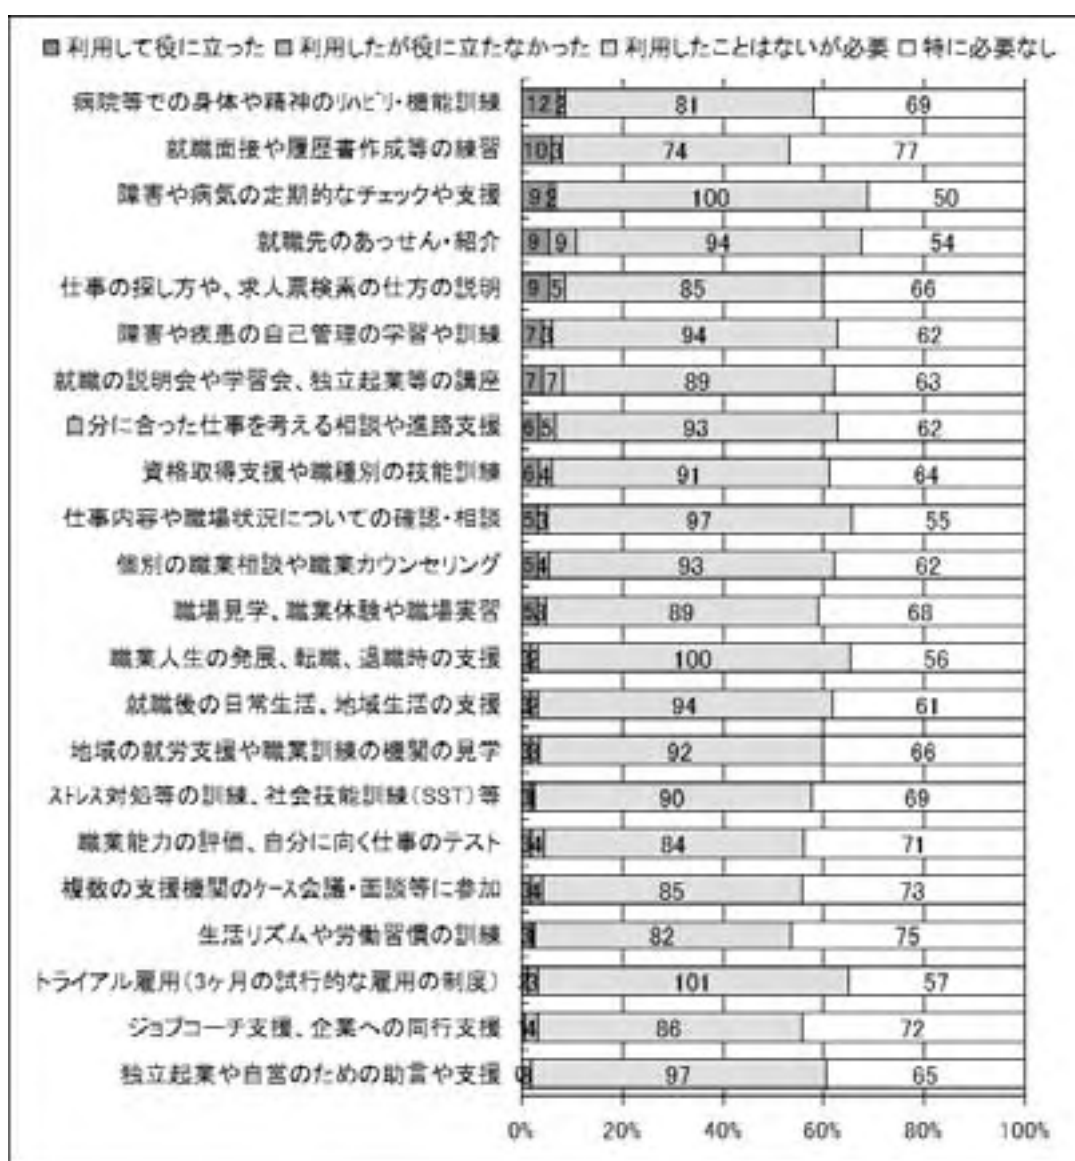 ■利用して役に立った ■利用したが役に立たなかった □利用したことはないが必要 □特に必要なし
病院等での身体や精神のリハビリ・機能訓練 12 2 81 69
就職面接や履歴書作成等の練習 10 3 74 77
障害や病気の定期的なチェックや支援 9 2 100 50
就職先のあっせん・紹介 9 9 94 54
仕事の探し方や、求人票検索の仕方の説明 9 5 85 66
障害や疾患の自己管理の学習や訓練 7 3 94 62
就職の説明会や学習会、独立起業等の講座 7 7 89 63
自分に合った仕事を考える相談や進路支援 6 5 93 62
資格取得支援や職種別の技能訓練 6 4 91 64
仕事内容や職場状況についての確認・相談 5 3 97 55
個別の職業相談や職業カウンセリング 5 4 93 62
職場見学、職業体験や職場実習 5 3 89 68
職業人生の発展、転職、退職時の支援 2 100 56
就職後の日常生活、地域生活の支援 2 94 61
地域の就労支援や職業訓練の機関の見学 3 92 66
ストレス対処等の訓練、社会技能訓練(SST)等 90 69
職業能力の評価、自分に向く仕事のテスト 3 4 84 71
複数の支援機関のケース会議・面談等に参加 3 4 85 73
生活リズムや労働習慣の訓練 82 75
トライアル雇用(3ヶ月の試行的な雇用の制度) 3 101 57
ジョブコーチ支援、企業への同行支援 4 86 72
独立起業や自営のための助言や支援 0 97 65
0% 20% 40% 60% 80% 100%